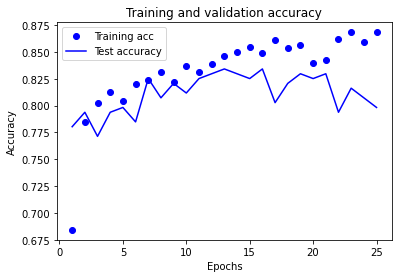 Training and validation accuracy
0.875
0.850
0.825
0.800
0.775
0.750
0.725
0.700
0.675
Accuracy
Training acc
Test accuracy
0 5 10 15 20 25
Epochs